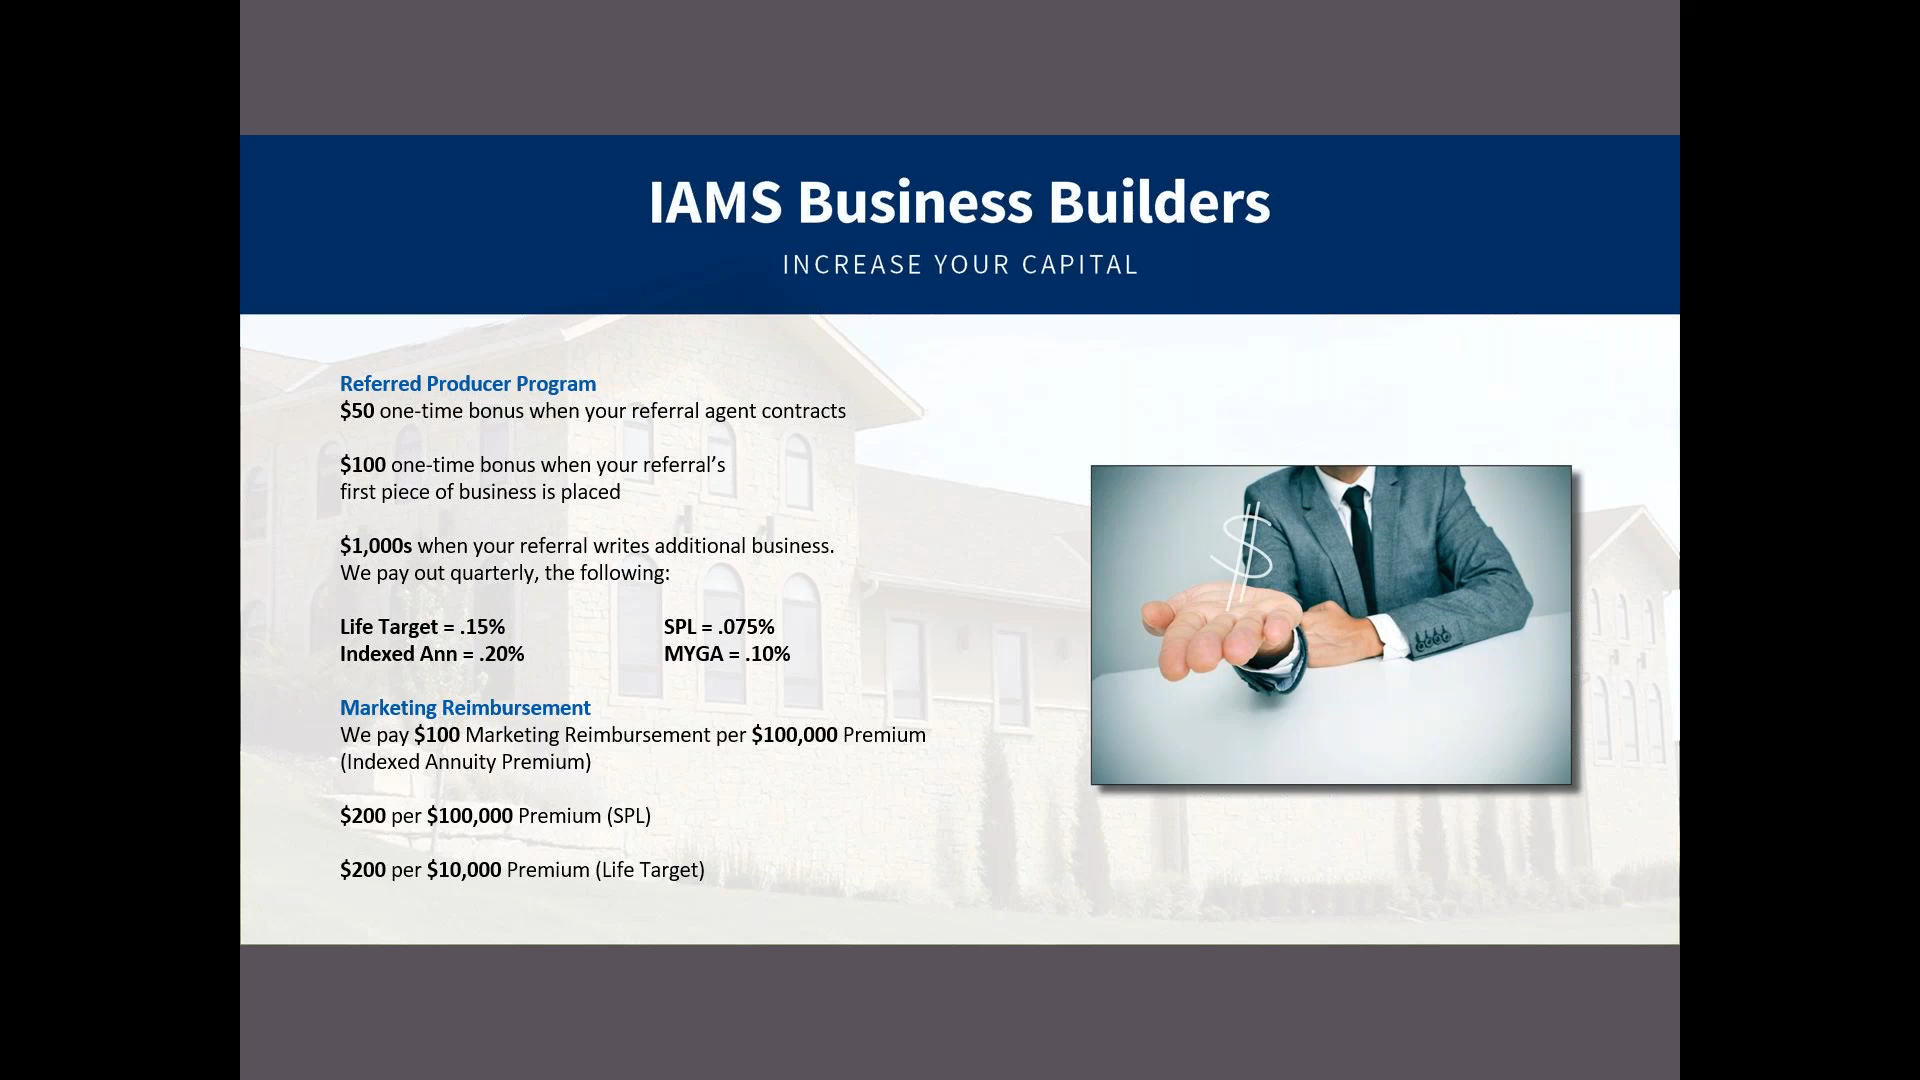 IAMS Business Builders
INCREASE YOUR CAPITAL
Referred Producer Program
$50 one-time bonus when your referral agent contracts
$100 one-time bonus when your referral’s
first piece of business is placed
$1,000s when your referral writes additional business.
We pay out quarterly, the following:
Life Target = .15% SPL = .075%
Indexed Ann = .20% MYGA = .10%
Marketing Reimbursement
We pay $100 Marketing Reimbursement per $100,000 Premium
(Indexed Annuity Premium)
$200 per $100,000 Premium (SPL)
$200 per $10,000 Premium (Life Target)
$